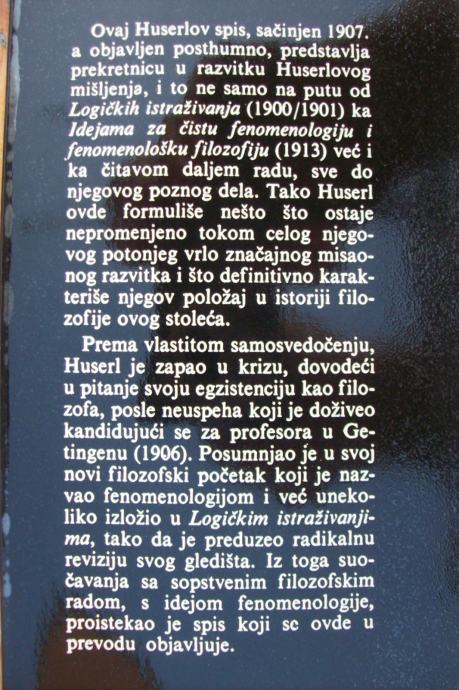 Ovaj Huserlov spis, sačinjen 1907.
a objavljen posthumno, predstavlja
prekretnicu u razvitku Huserlovog
mišljenja, i to ne samo na putu od
Logičkih istraživanja (1900/1901) ka
Idejama za čistu fenomenologiju i
fenomenološku filozofiju (1913) već i
ka čitavom daljem radu, sve do
njegovog poznog dela. Tako Huserl
ovde formuliše nešto što ostaje
nepromenjeno tokom celog njego-
vog potonjeg vrlo značajnog misao-
nog razvitka i što definitivno karak-
teriše njegov položaj u istoriji filo-
zofije ovog stoleća.
Prema vlastitom samosvedočenju,
Huserl je zapao u krizu, dovodeći
u pitanje svoju egzistenciju kao filo-
zofa, posle neuspeha koji je doživeo
kandidujući se za profesora u Ge-
tingenu (1906). Posumnjao je u svoj
novi filozofski početak koji je naz-
vao fenomenologijom i već uneko-
liko izložio u Logičkim istraživanji-
ma, tako da je preduzeo radikalnu
reviziju svog gledišta. Iz toga suo-
čavanja sa sopstvenim filozofskim
radom, s idejom fenomenologije,
proistekao je spis koji se ovde u
prevodu objavljuje.